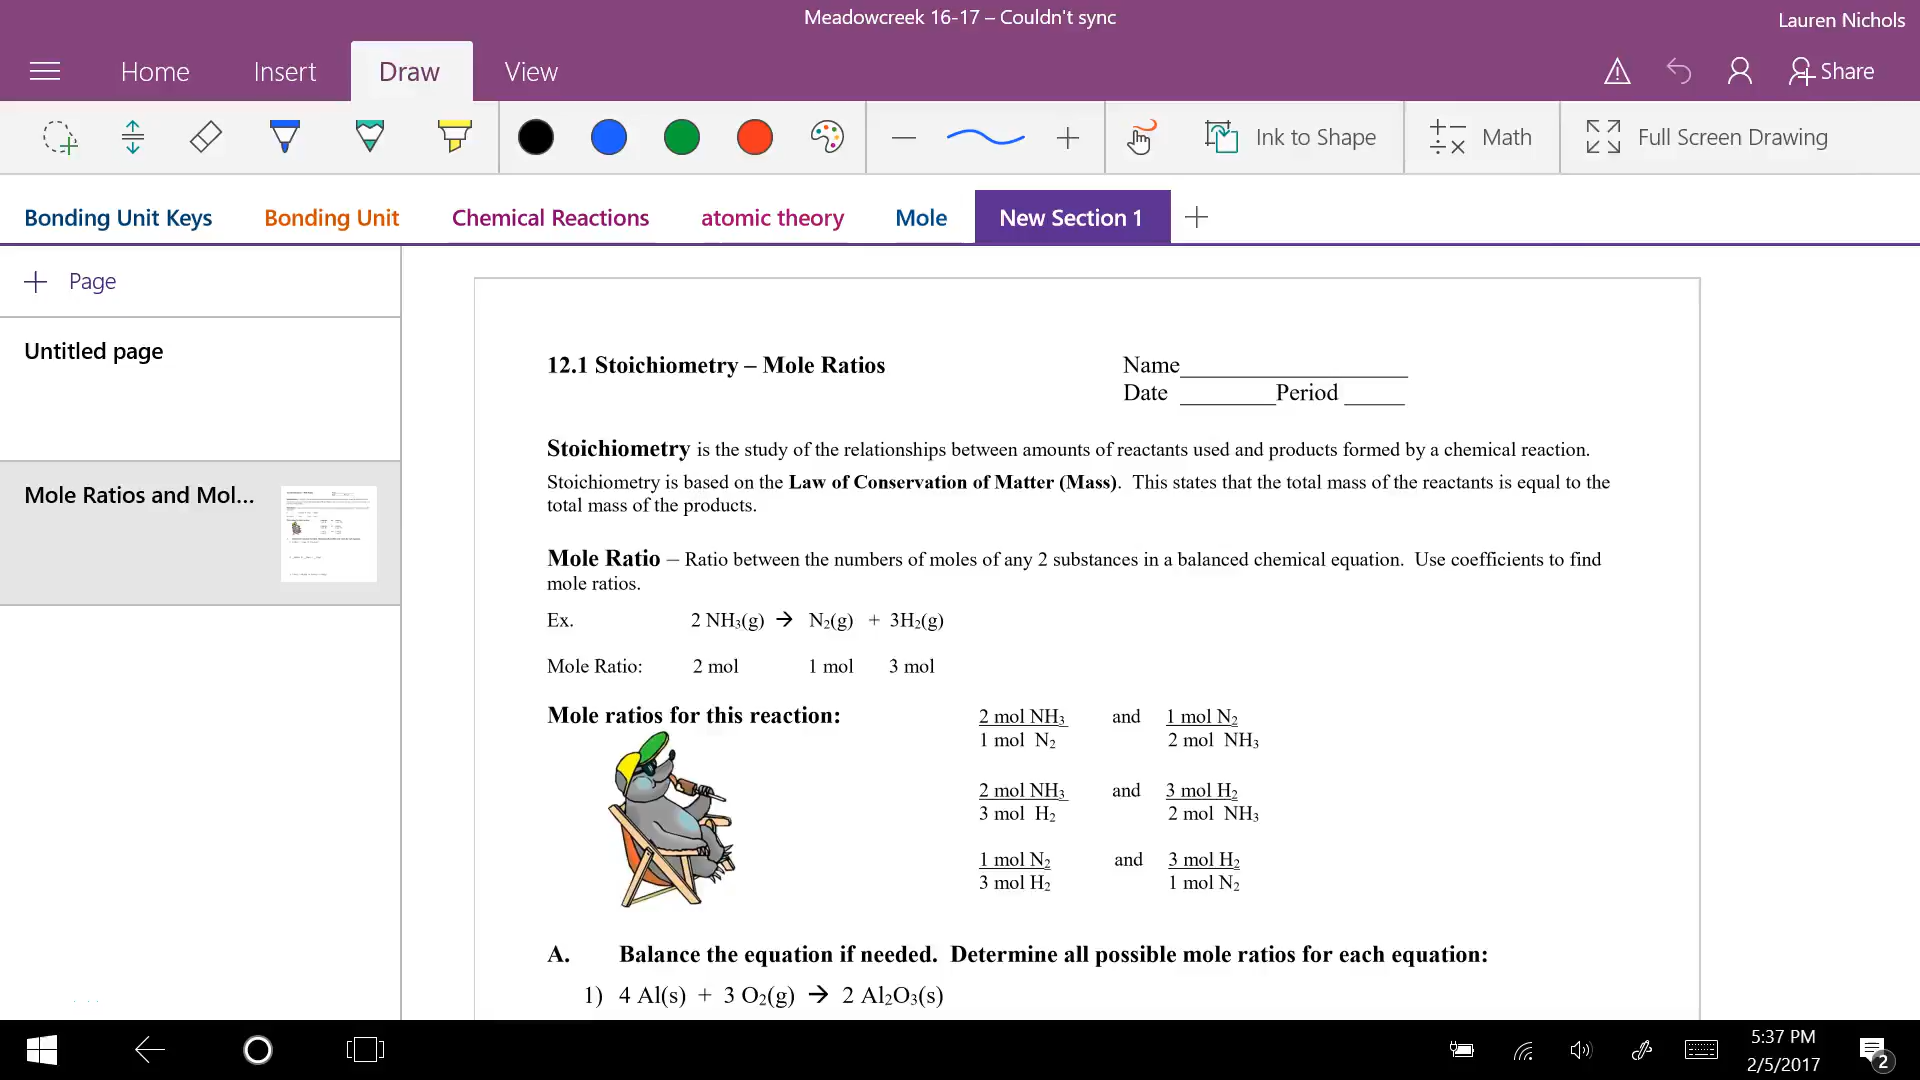 Meadowcreek 16-17 – Couldn't sync
Lauren Nichols
Home Insert Draw View Share
Ink to Shape Math Full Screen Drawing
Bonding Unit Keys Bonding Unit Chemical Reactions atomic theory Mole New Section 1
Page
Untitled page
Mole Ratios and Mol...
12.1 Stoichiometry – Mole Ratios Name___________________
Date ________Period _____
Stoichiometry is the study of the relationships between amounts of reactants used and products formed by a chemical reaction.
Stoichiometry is based on the Law of Conservation of Matter (Mass). This states that the total mass of the reactants is equal to the
total mass of the products.
Mole Ratio – Ratio between the numbers of moles of any 2 substances in a balanced chemical equation. Use coefficients to find
mole ratios.
Ex. 2 NH₃(g) → N₂(g) + 3H₂(g)
Mole Ratio: 2 mol 1 mol 3 mol
Mole ratios for this reaction: 2 mol NH₃ and 1 mol N₂
1 mol N₂ 2 mol NH₃
2 mol NH₃ and 3 mol H₂
3 mol H₂ 2 mol NH₃
1 mol N₂ and 3 mol H₂
3 mol H₂ 1 mol N₂
A. Balance the equation if needed. Determine all possible mole ratios for each equation:
1) 4 Al(s) + 3 O₂(g) → 2 Al₂O₃(s)
5:37 PM
2/5/2017
2